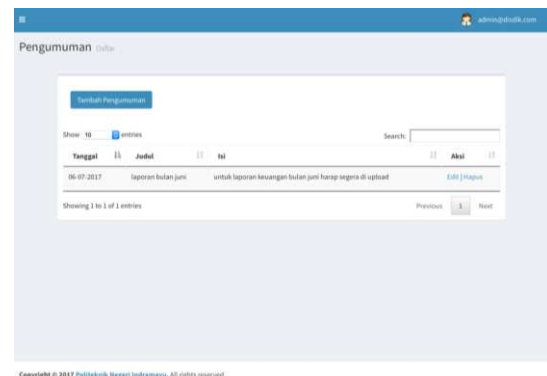 admin@disdik.com
Pengumuman Daftar
Tambah Pengumuman
Show 10 entries Search:
Tanggal Judul Isi Aksi
06-07-2017 laporan bulan juni untuk laporan keuangan bulan juni harap segera di upload Edit | Hapus
Showing 1 to 1 of 1 entries Previous 1 Next
Copyright © 2017 Politeknik Negeri Indramayu. All rights reserved.